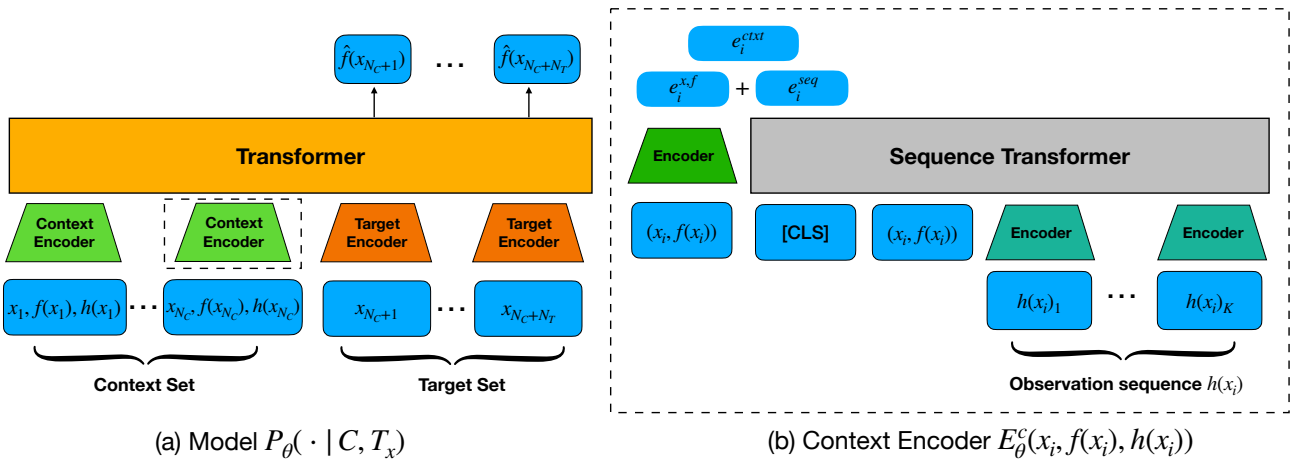 f̂(x_{N_C+1}) ... f̂(x_{N_C+N_T})
Transformer
Context Encoder
Context Encoder
Target Encoder
Target Encoder
x_1, f(x_1), h(x_1) ... x_{N_C}, f(x_{N_C}), h(x_{N_C})
x_{N_C+1} ... x_{N_C+N_T}
Context Set
Target Set
(a) Model P_θ( · | C, T_x)
e_i^{ctxt}
e_i^{x,f} + e_i^{seq}
Encoder
Sequence Transformer
(x_i, f(x_i))
[CLS]
(x_i, f(x_i))
Encoder
Encoder
h(x_i)_1 ... h(x_i)_K
Observation sequence h(x_i)
(b) Context Encoder E_θ^c(x_i, f(x_i), h(x_i))